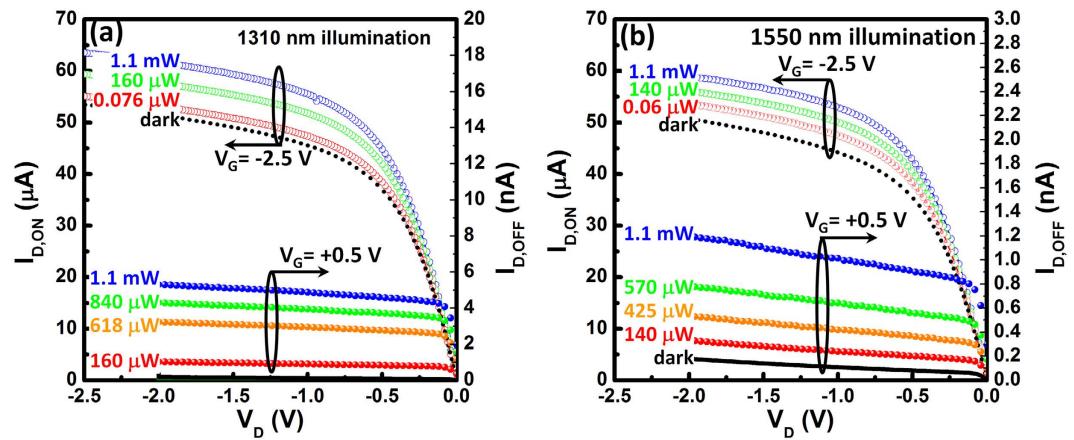 (a)
1310 nm illumination
1.1 mW
160 μW
0.076 μW
dark
V_G= -2.5 V
V_G= +0.5 V
1.1 mW
840 μW
618 μW
160 μW
I_D,ON (μA)
70
60
50
40
30
20
10
0
I_D,OFF (nA)
20
18
16
14
12
10
8
6
4
2
0
-2.5 -2.0 -1.5 -1.0 -0.5 0.0
V_D (V)
(b)
1550 nm illumination
V_G= -2.5 V
1.1 mW
140 μW
0.06 μW
dark
V_G= +0.5 V
1.1 mW
570 μW
425 μW
140 μW
dark
I_D,ON (μA)
70
60
50
40
30
20
10
0
I_D,OFF (nA)
3.0
2.8
2.6
2.4
2.2
2.0
1.8
1.6
1.4
1.2
1.0
0.8
0.6
0.4
0.2
0.0
-2.5 -2.0 -1.5 -1.0 -0.5 0.0
V_D (V)